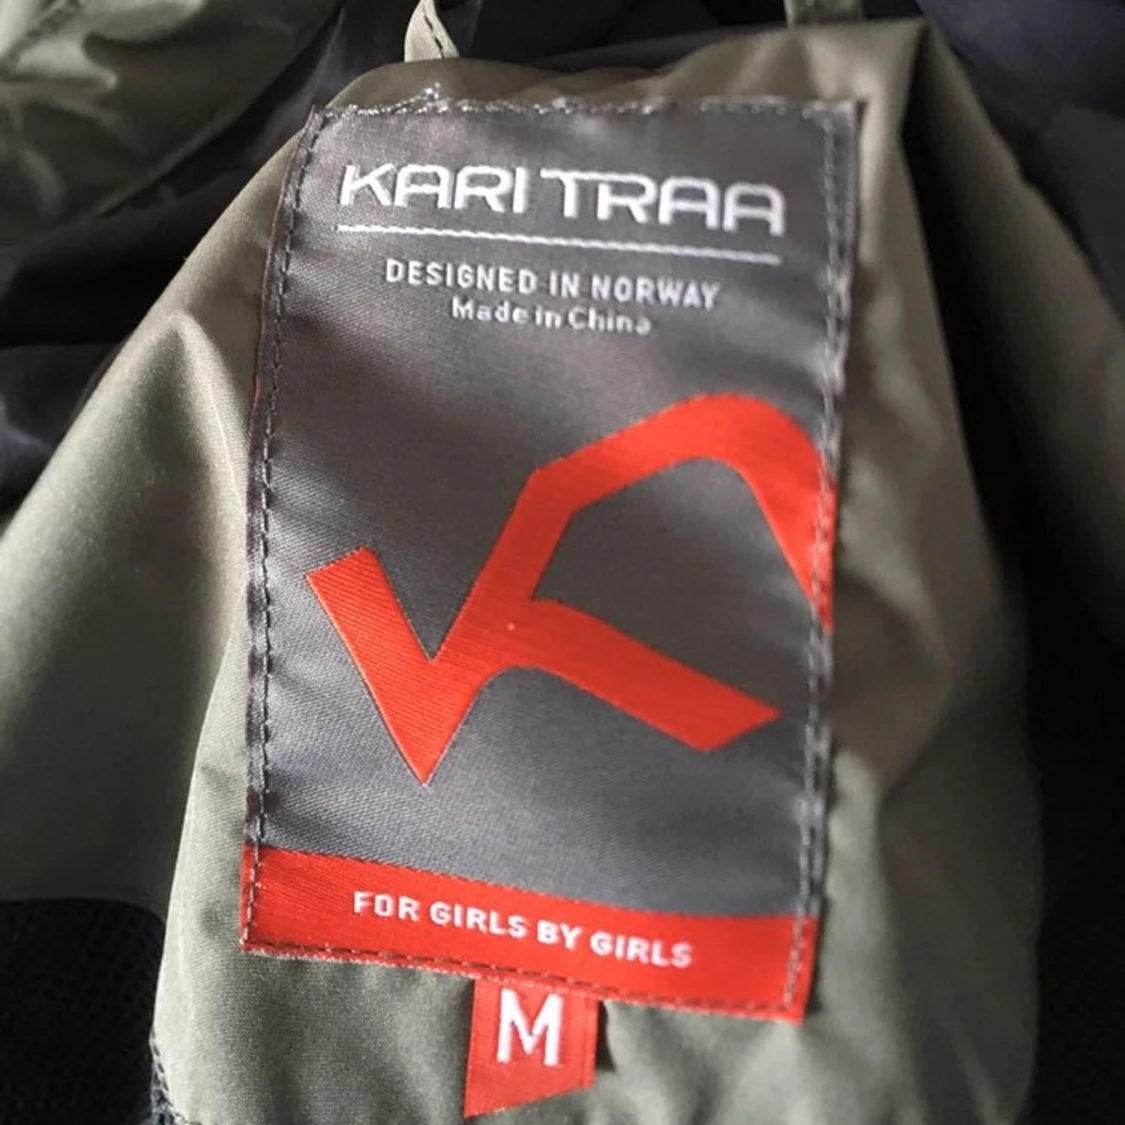 KARI TRAA
DESIGNED IN NORWAY
Made in China
FOR GIRLS BY GIRLS
M